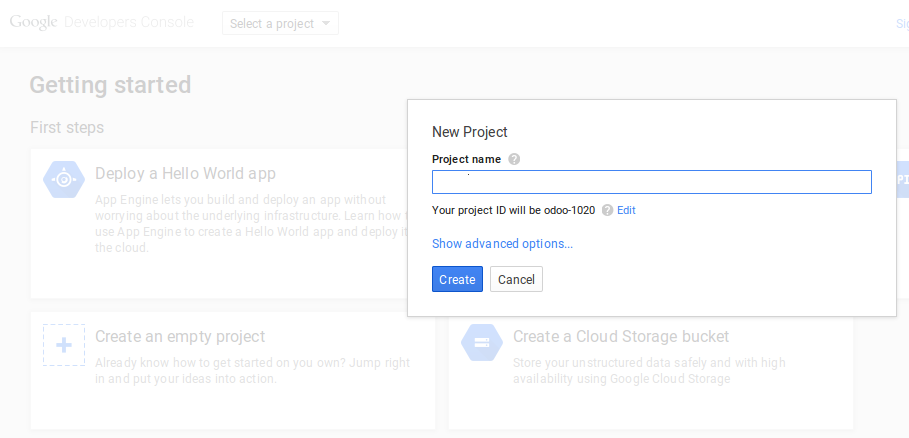 Google Developers Console
Select a project
Getting started
First steps
Deploy a Hello World app
App Engine lets you build and deploy an app without
worrying about the underlying infrastructure. Learn how
use App Engine to create a Hello World app and deploy it
the cloud.
New Project
Project name ?
Your project ID will be odoo-1020 ? Edit
Show advanced options...
Create Cancel
Create an empty project
Already know how to get started on you own? Jump right
in and put your ideas into action.
Create a Cloud Storage bucket
Store your unstructured data safely and with high
availability using Google Cloud Storage